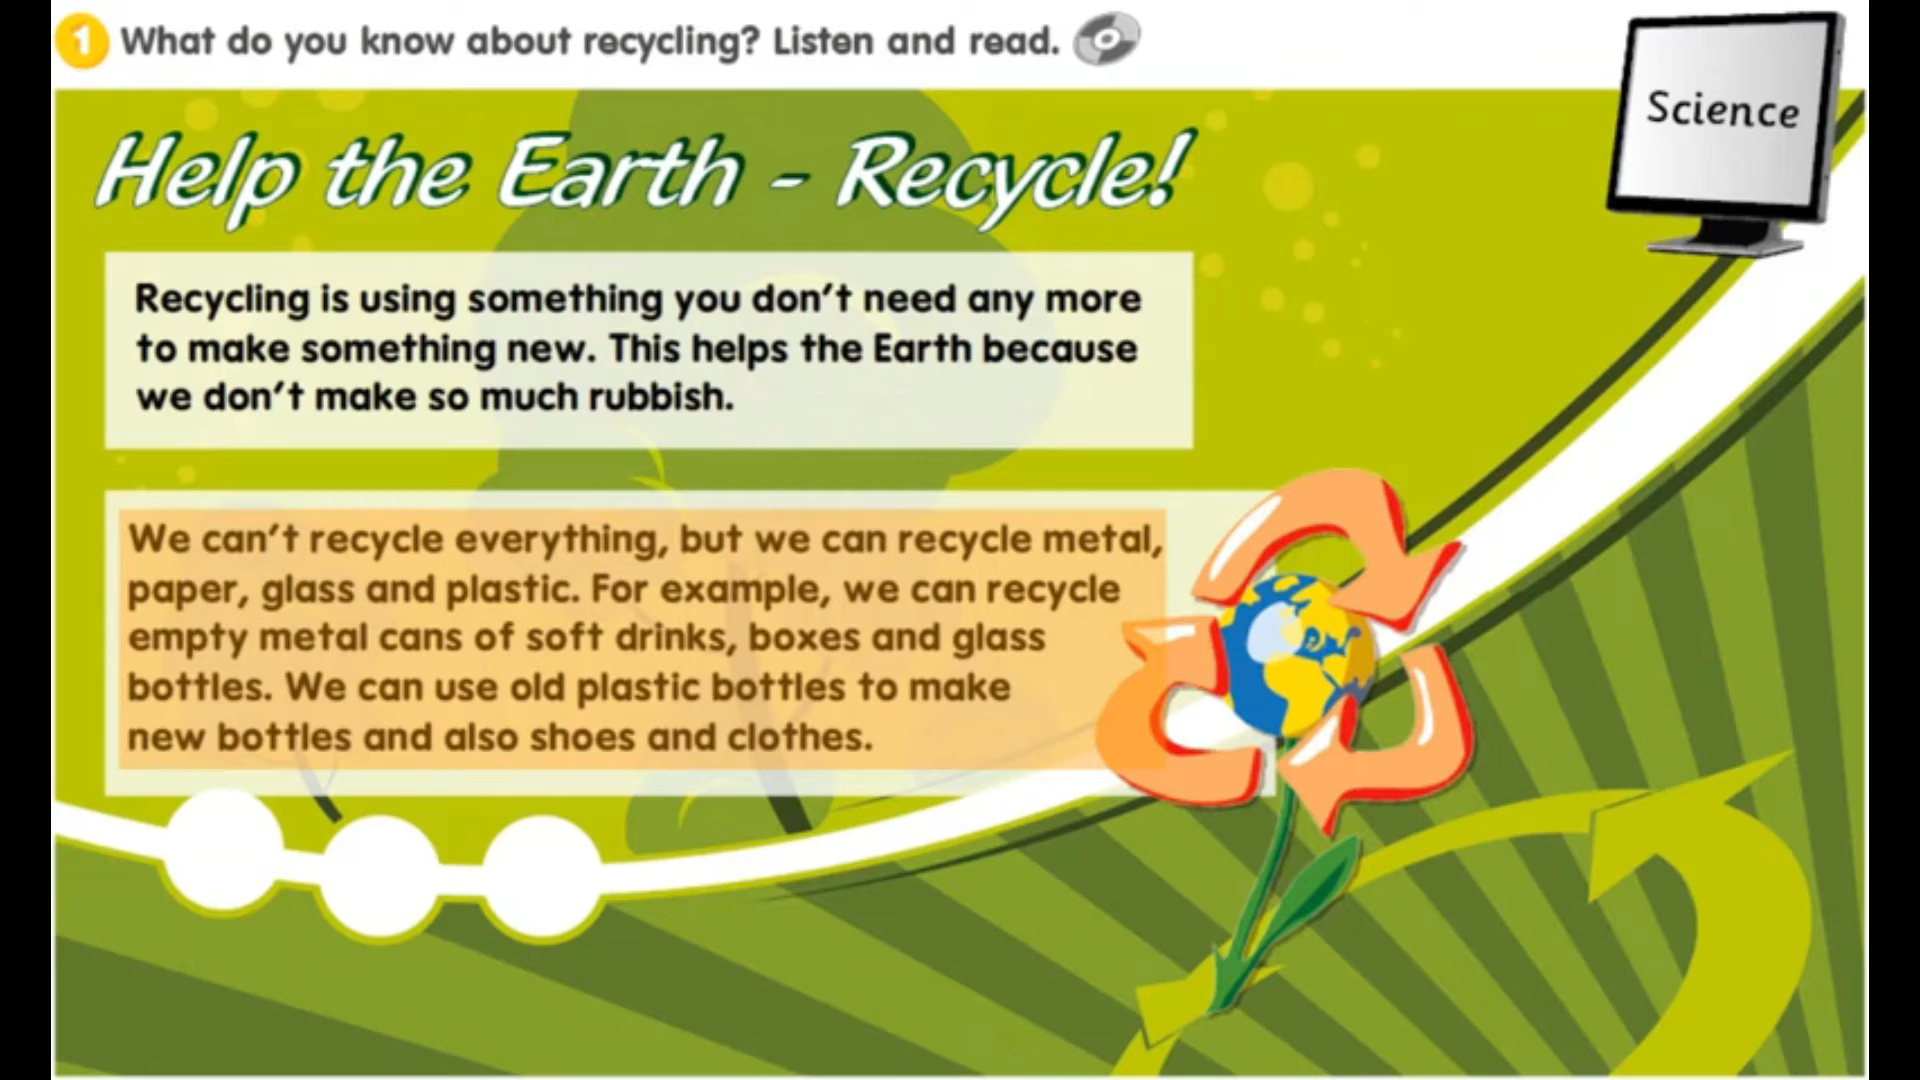 1 What do you know about recycling? Listen and read.
Science
Help the Earth - Recycle!
Recycling is using something you don't need any more
to make something new. This helps the Earth because
we don't make so much rubbish.
We can't recycle everything, but we can recycle metal,
paper, glass and plastic. For example, we can recycle
empty metal cans of soft drinks, boxes and glass
bottles. We can use old plastic bottles to make
new bottles and also shoes and clothes.